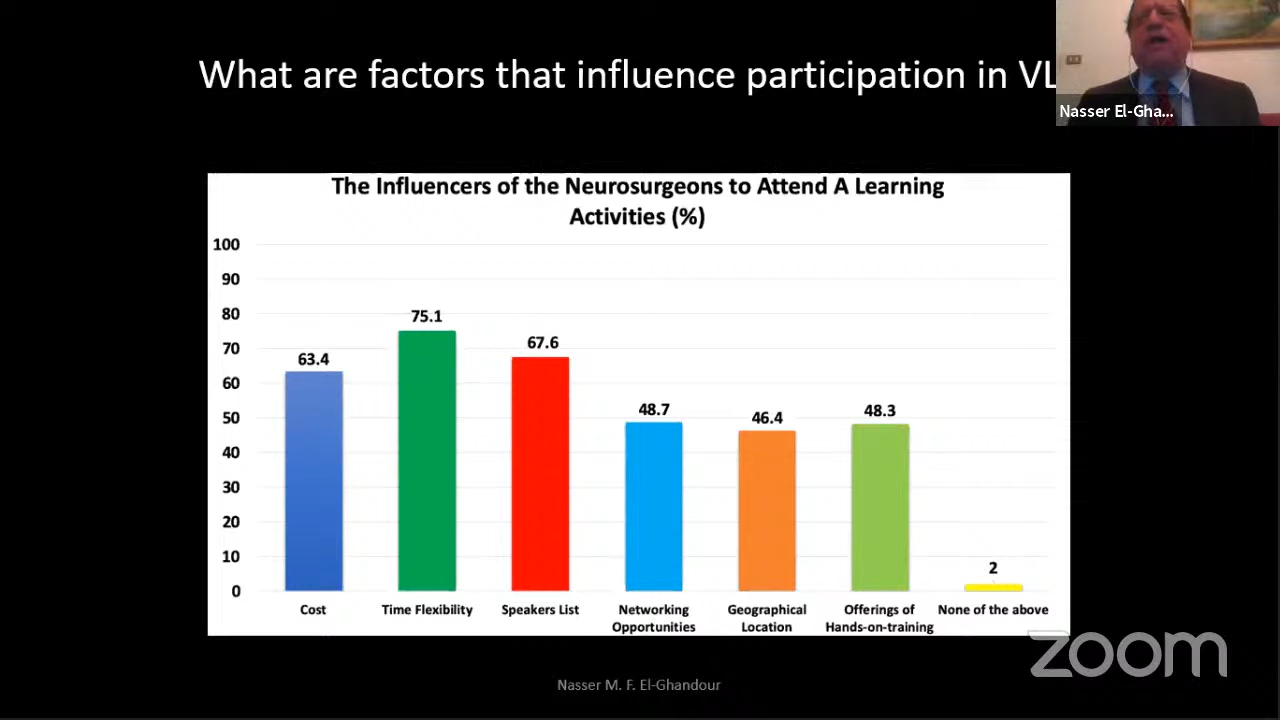 What are factors that influence participation in VL
Nasser El-Gha...
The Influencers of the Neurosurgeons to Attend A Learning
Activities (%)
100
90
80
70
60
50
40
30
20
10
0
63.4
75.1
67.6
48.7
46.4
48.3
2
Cost
Time Flexibility
Speakers List
Networking
Opportunities
Geographical
Location
Offerings of
Hands-on-training
None of the above
zoom
Nasser M. F. El-Ghandour